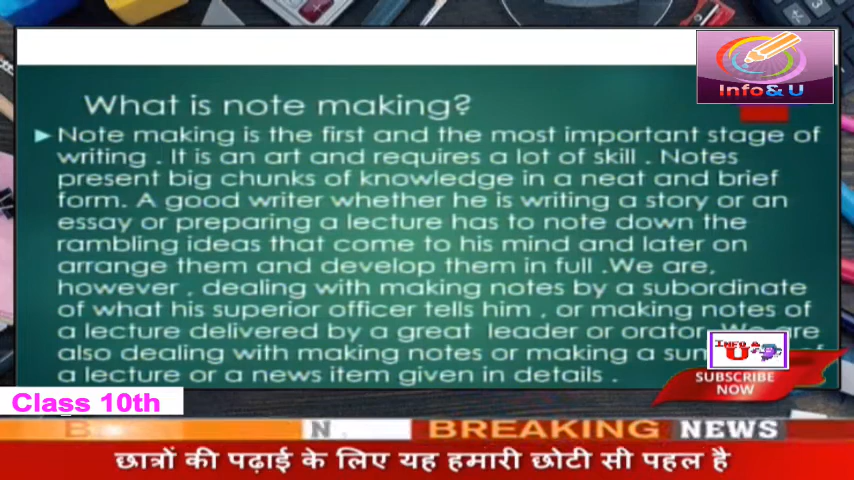 Info&U
What is note making?
Note making is the first and the most important stage of
writing . It is an art and requires a lot of skill . Notes
present big chunks of knowledge in a neat and brief
form. A good writer whether he is writing a story or an
essay or preparing a lecture has to note down the
rambling ideas that come to his mind and later on
arrange them and develop them in full .We are,
however , dealing with making notes by a subordinate
of what his superior officer tells him , or making notes of
a lecture delivered by a great leader or orator. We are
also dealing with making notes or making a sum of
a lecture or a news item given in details .
INFO &
U
SUBSCRIBE
NOW
Class 10th
B N BREAKING NEWS
छात्रों की पढ़ाई के लिए यह हमारी छोटी सी पहल है